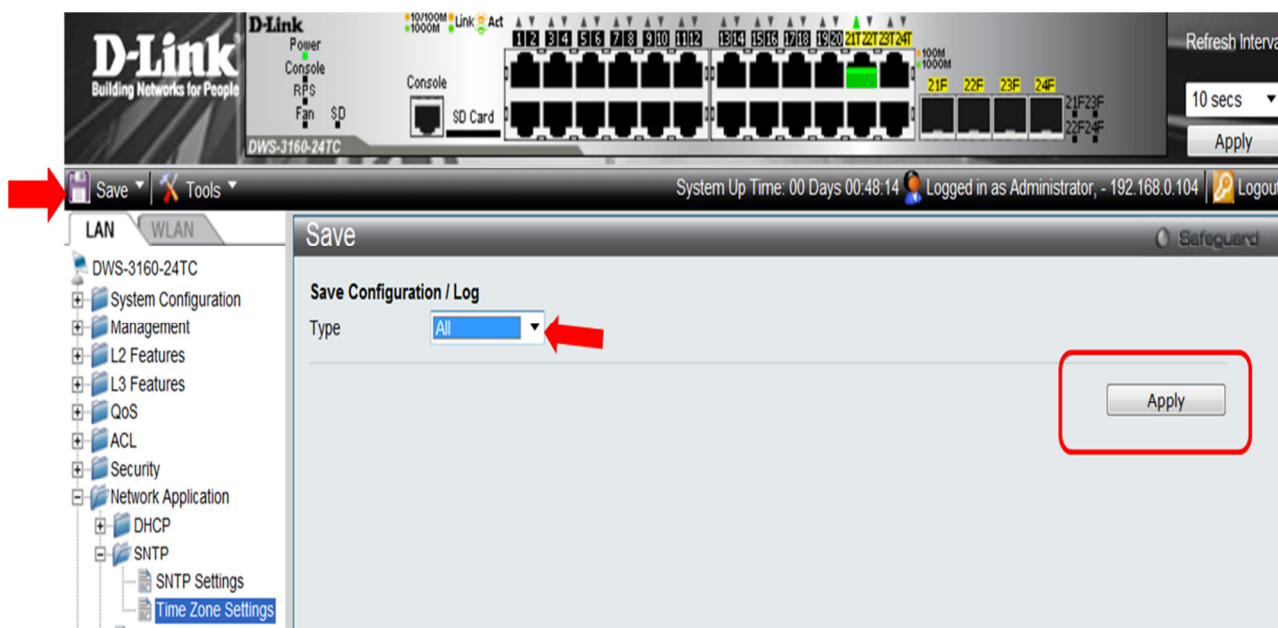 D-Link
Building Networks for People
D-Link
Power
Console
RPS
Fan SD
DWS-3160-24TC
10/100M Link Act
1000M
Console
SD Card
1 2 3 4 5 6 7 8 9 10 11 12 13 14 15 16 17 18 19 20 21T 22T 23T 24T
100M
1000M
21F 22F 23F 24F
21F 23F
22F 24F
Refresh Interva
10 secs
Apply
Save Tools System Up Time: 00 Days 00:48:14 Logged in as Administrator, - 192.168.0.104 Logout
LAN WLAN
DWS-3160-24TC
System Configuration
Management
L2 Features
L3 Features
QoS
ACL
Security
Network Application
DHCP
SNTP
SNTP Settings
Time Zone Settings
Save Safeguard
Save Configuration / Log
Type All
Apply